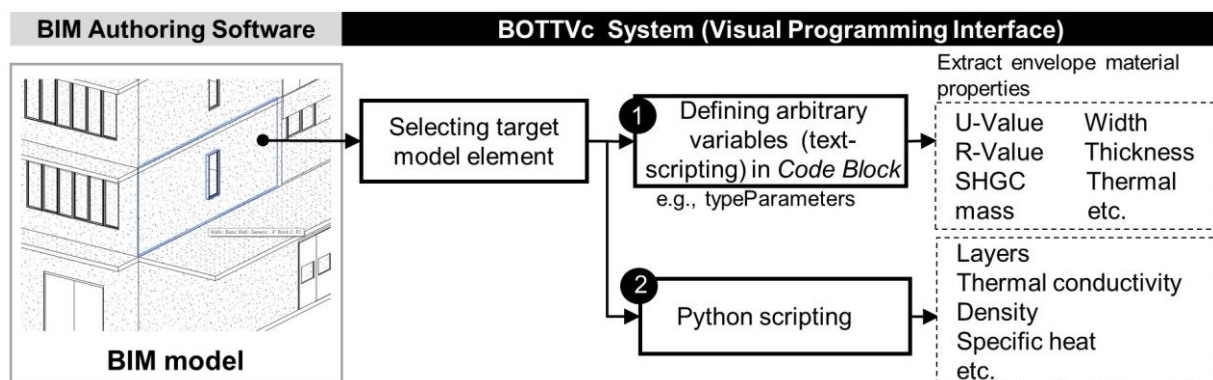 BIM Authoring Software
BOTTVc System (Visual Programming Interface)
Extract envelope material
properties
Selecting target
model element
1
Defining arbitrary
variables (text-
scripting) in Code Block
e.g., typeParameters
U-Value Width
R-Value Thickness
SHGC Thermal
mass etc.
2
Python scripting
Layers
Thermal conductivity
Density
Specific heat
etc.
BIM model